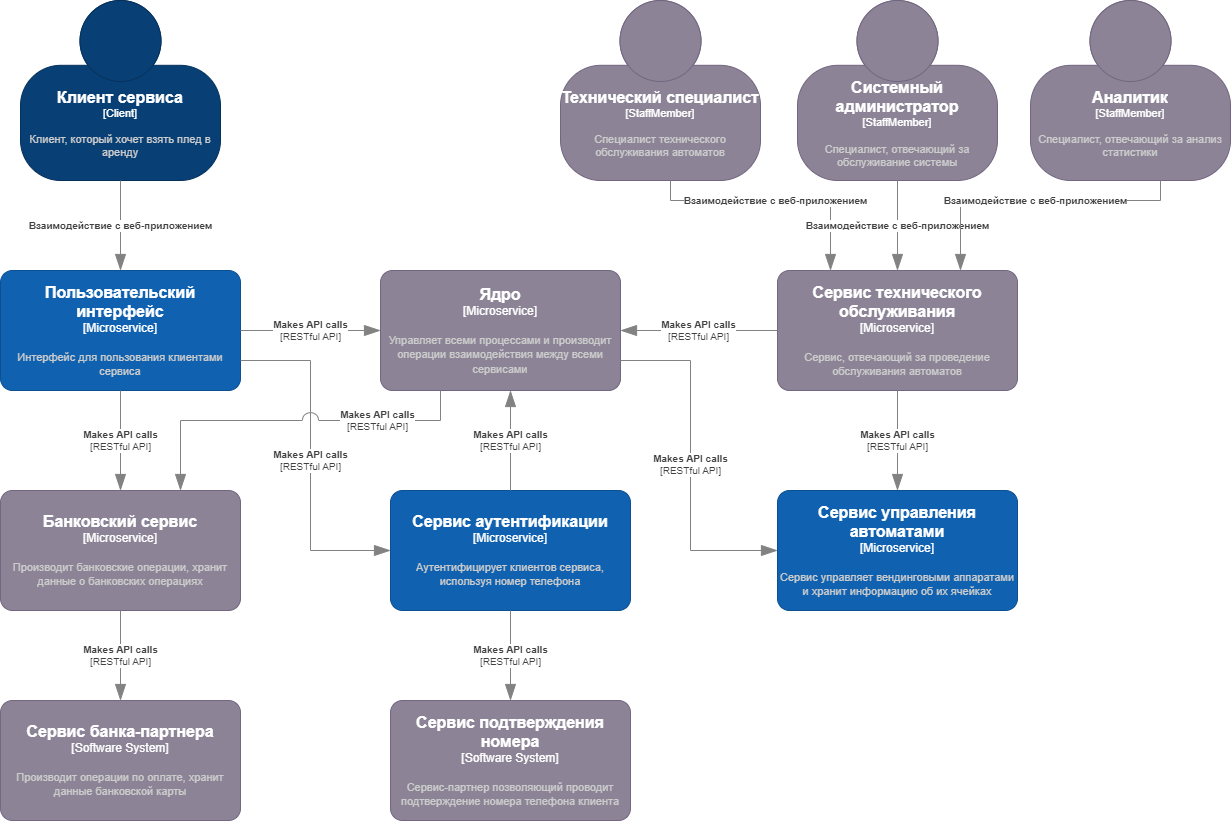 Клиент сервиса
[Client]
Клиент, который хочет взять плед в
аренду
Технический специалист
[StaffMember]
Специалист технического
обслуживания автоматов
Системный
администратор
[StaffMember]
Специалист, отвечающий за
обслуживание системы
Аналитик
[StaffMember]
Специалист, отвечающий за анализ
статистики
Взаимодействие с веб-приложением
Взаимодействие с веб-приложением
Взаимодействие с веб-приложением
Взаимодействие с веб-приложением
Пользовательский
интерфейс
[Microservice]
Интерфейс для пользования клиентами
сервиса
Makes API calls
[RESTful API]
Ядро
[Microservice]
Управляет всеми процессами и производит
операции взаимодействия между всеми
сервисами
Makes API calls
[RESTful API]
Сервис технического
обслуживания
[Microservice]
Сервис, отвечающий за проведение
обслуживания автоматов
Makes API calls
[RESTful API]
Makes API calls
[RESTful API]
Makes API calls
[RESTful API]
Makes API calls
[RESTful API]
Makes API calls
[RESTful API]
Makes API calls
[RESTful API]
Банковский сервис
[Microservice]
Производит банковские операции, хранит
данные о банковских операциях
Сервис аутентификации
[Microservice]
Аутентифицирует клиентов сервиса,
используя номер телефона
Сервис управления
автоматами
[Microservice]
Сервис управляет вендинговыми аппаратами
и хранит информацию об их ячейках
Makes API calls
[RESTful API]
Makes API calls
[RESTful API]
Сервис банка-партнера
[Software System]
Производит операции по оплате, хранит
данные банковской карты
Сервис подтверждения
номера
[Software System]
Сервис-партнер позволяющий проводит
подтверждение номера телефона клиента